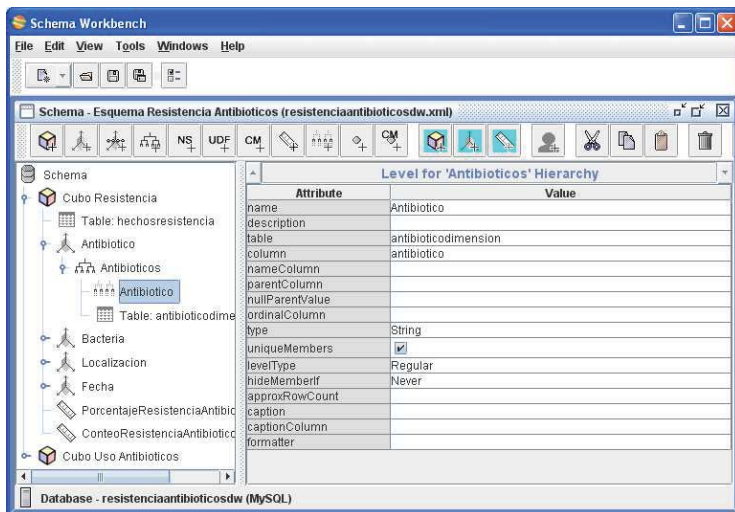 Schema Workbench
File Edit View Tools Windows Help
Schema - Esquema Resistencia Antibioticos (resistenciaantibioticosdw.xml)
NS UDF CM CM
Schema
Cubo Resistencia
Table: hechosresistencia
Antibiotico
Antibioticos
Antibiotico
Table: antibioticodime
Bacteria
Localizacion
Fecha
PorcentajeResistenciaAntibic
ConteoResistenciaAntibiotico
Cubo Uso Antibioticos
Level for 'Antibioticos' Hierarchy
Attribute Value
name Antibiotico
description
table antibioticodimension
column antibiotico
nameColumn
parentColumn
nullParentValue
ordinalColumn
type String
uniqueMembers
levelType Regular
hideMemberIf Never
approxRowCount
caption
captionColumn
formatter
Database - resistenciaantibioticosdw (MySQL)